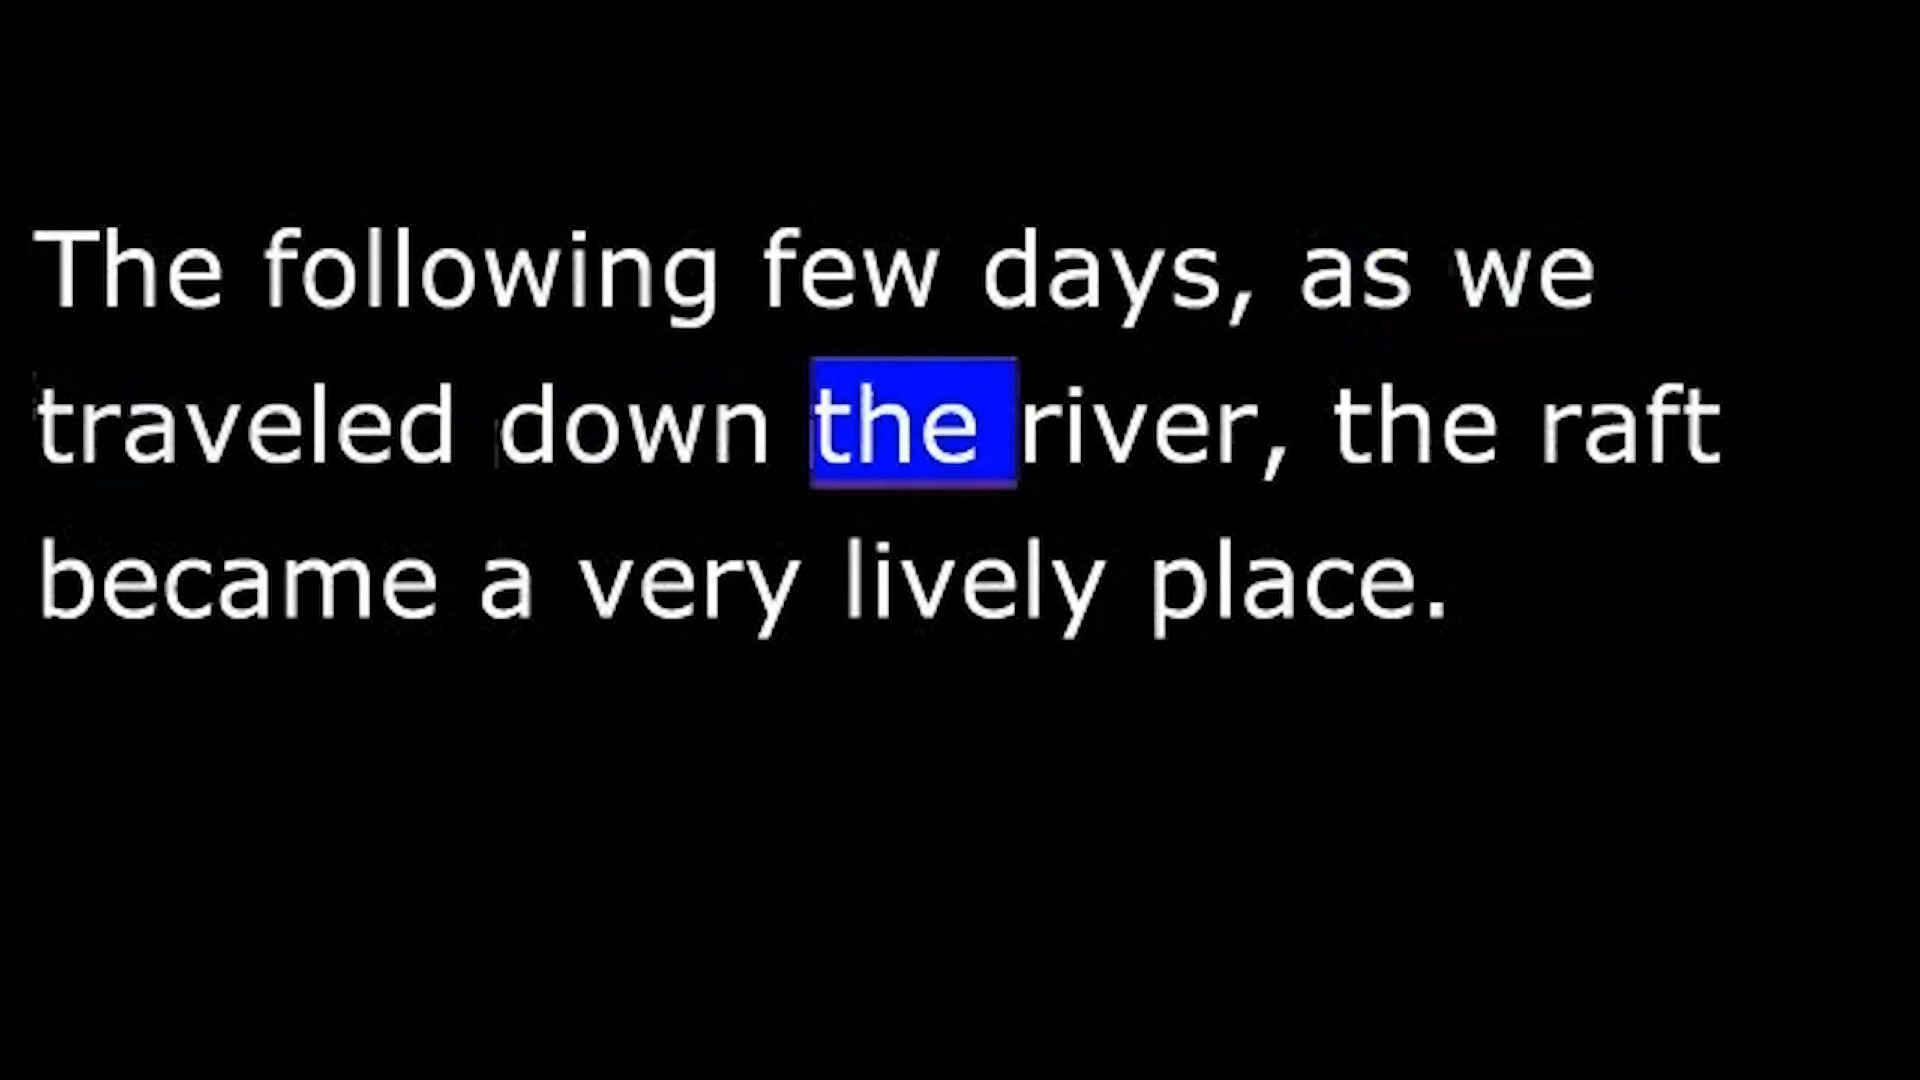 The following few days, as we
traveled down the river, the raft
became a very lively place.